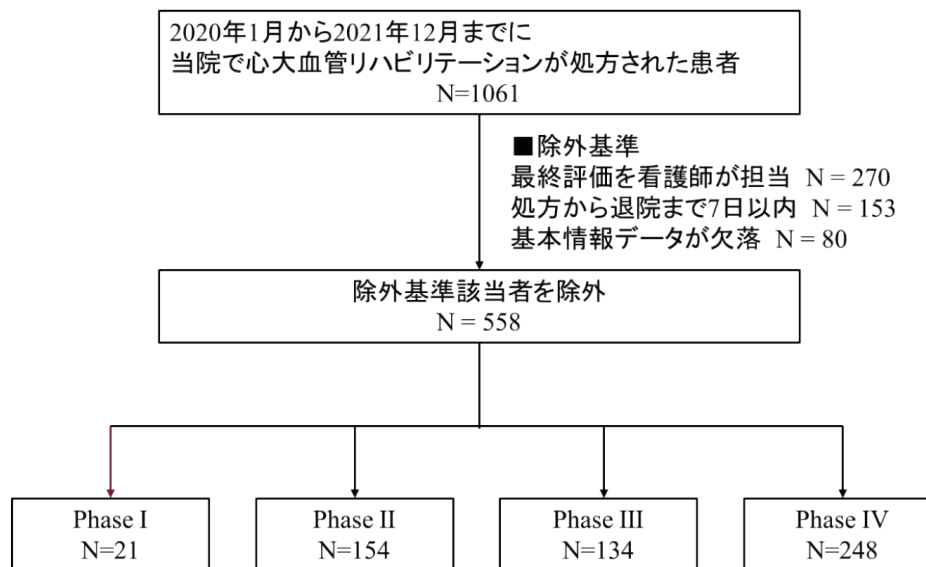 2020年1月から2021年12月までに
当院で心大血管リハビリテーションが処方された患者
N=1061
■除外基準
最終評価を看護師が担当 N = 270
処方から退院まで7日以内 N = 153
基本情報データが欠落 N = 80
除外基準該当者を除外
N = 558
Phase I
N=21
Phase II
N=154
Phase III
N=134
Phase IV
N=248